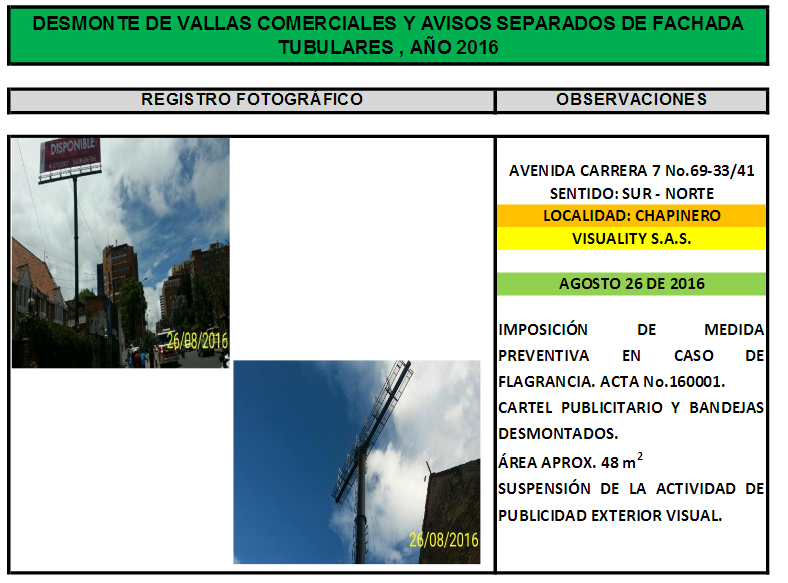 DESMONTE DE VALLAS COMERCIALES Y AVISOS SEPARADOS DE FACHADA
TUBULARES , AÑO 2016
REGISTRO FOTOGRÁFICO
OBSERVACIONES
DISPONIBLE
26/08/2016
26/08/2016
AVENIDA CARRERA 7 No.69-33/41
SENTIDO: SUR - NORTE
LOCALIDAD: CHAPINERO
VISUALITY S.A.S.
AGOSTO 26 DE 2016
IMPOSICIÓN DE MEDIDA
PREVENTIVA EN CASO DE
FLAGRANCIA. ACTA No.160001.
CARTEL PUBLICITARIO Y BANDEJAS
DESMONTADOS.
ÁREA APROX. 48 m²
SUSPENSIÓN DE LA ACTIVIDAD DE
PUBLICIDAD EXTERIOR VISUAL.